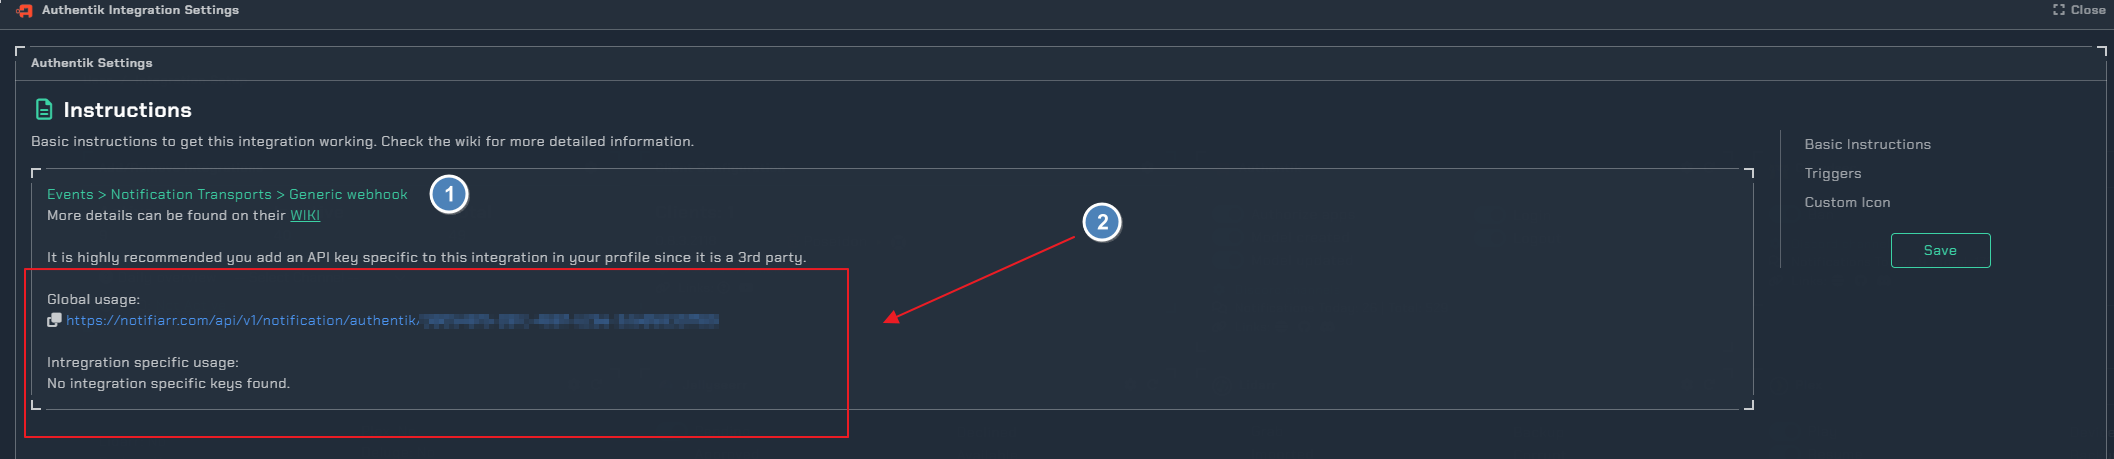 Authentik Integration Settings
Close
Authentik Settings
Instructions
Basic instructions to get this integration working. Check the wiki for more detailed information.
Events > Notification Transports > Generic webhook
1
More details can be found on their WIKI
2
It is highly recommended you add an API key specific to this integration in your profile since it is a 3rd party.
Global usage:
https://notifiarr.com/api/v1/notification/authentik/
Intregration specific usage:
No integration specific keys found.
Basic Instructions
Triggers
Custom Icon
Save